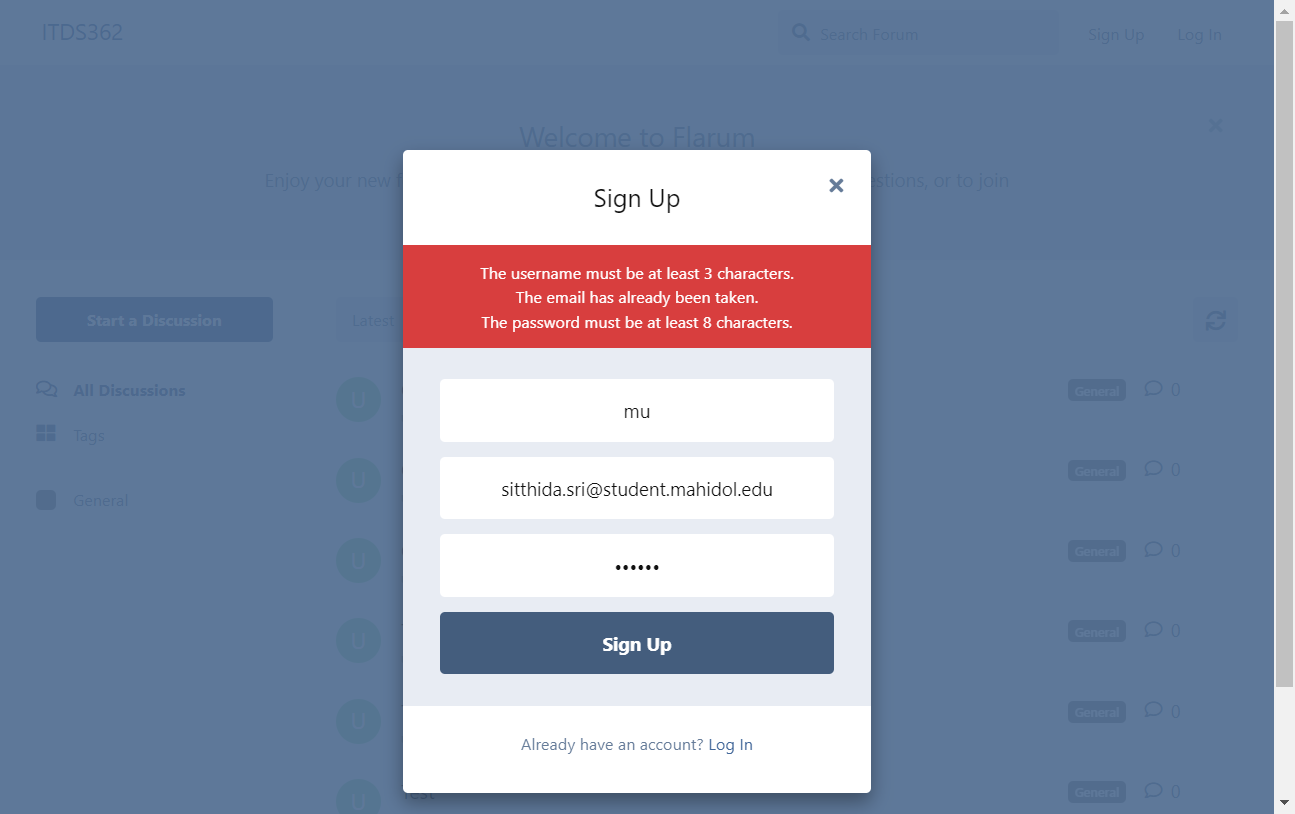 ITDS362
Search Forum
Sign Up
Log In
Welcome to Flarum
Enjoy your new
estions, or to join
Sign Up
The username must be at least 3 characters.
The email has already been taken.
The password must be at least 8 characters.
mu
sitthida.sri@student.mahidol.edu
••••••
Sign Up
Already have an account? Log In
Start a Discussion
All Discussions
Tags
General
Latest
U
General 0
U
General 0
U
General 0
U
General 0
U
General 0
U
Test
General 0